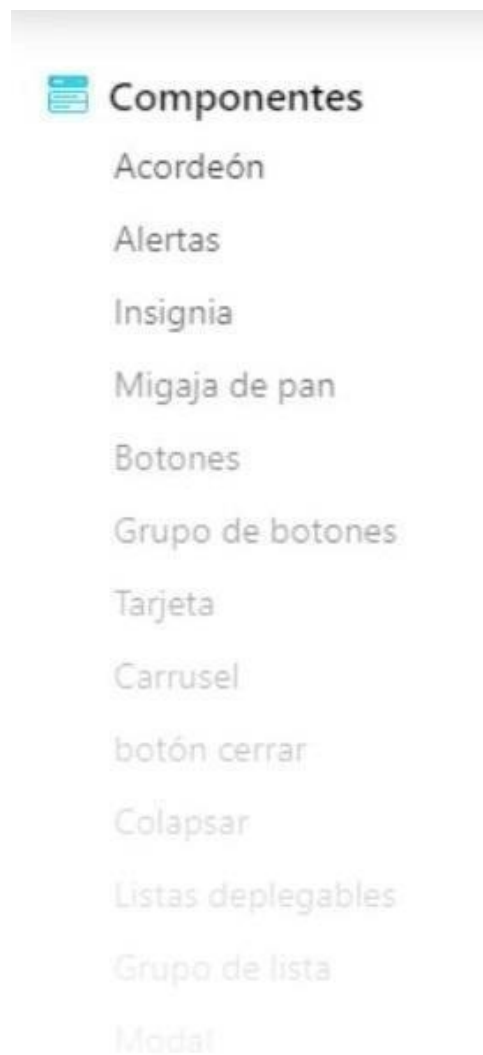 Componentes
Acordeón
Alertas
Insignia
Migaja de pan
Botones
Grupo de botones
Tarjeta
Carrusel
botón cerrar
Colapsar
Listas deplegables
Grupo de lista
Modal